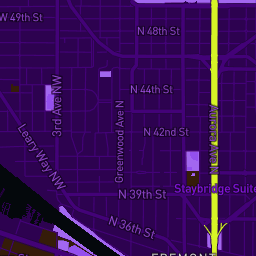 W 49th St
N 48th St
N 44th St
3rd Ave NW
Greenwood Ave N
N 42nd St
Leary Way NW
Staybridge Suite
N 39th St
N 36th St
FREMONT